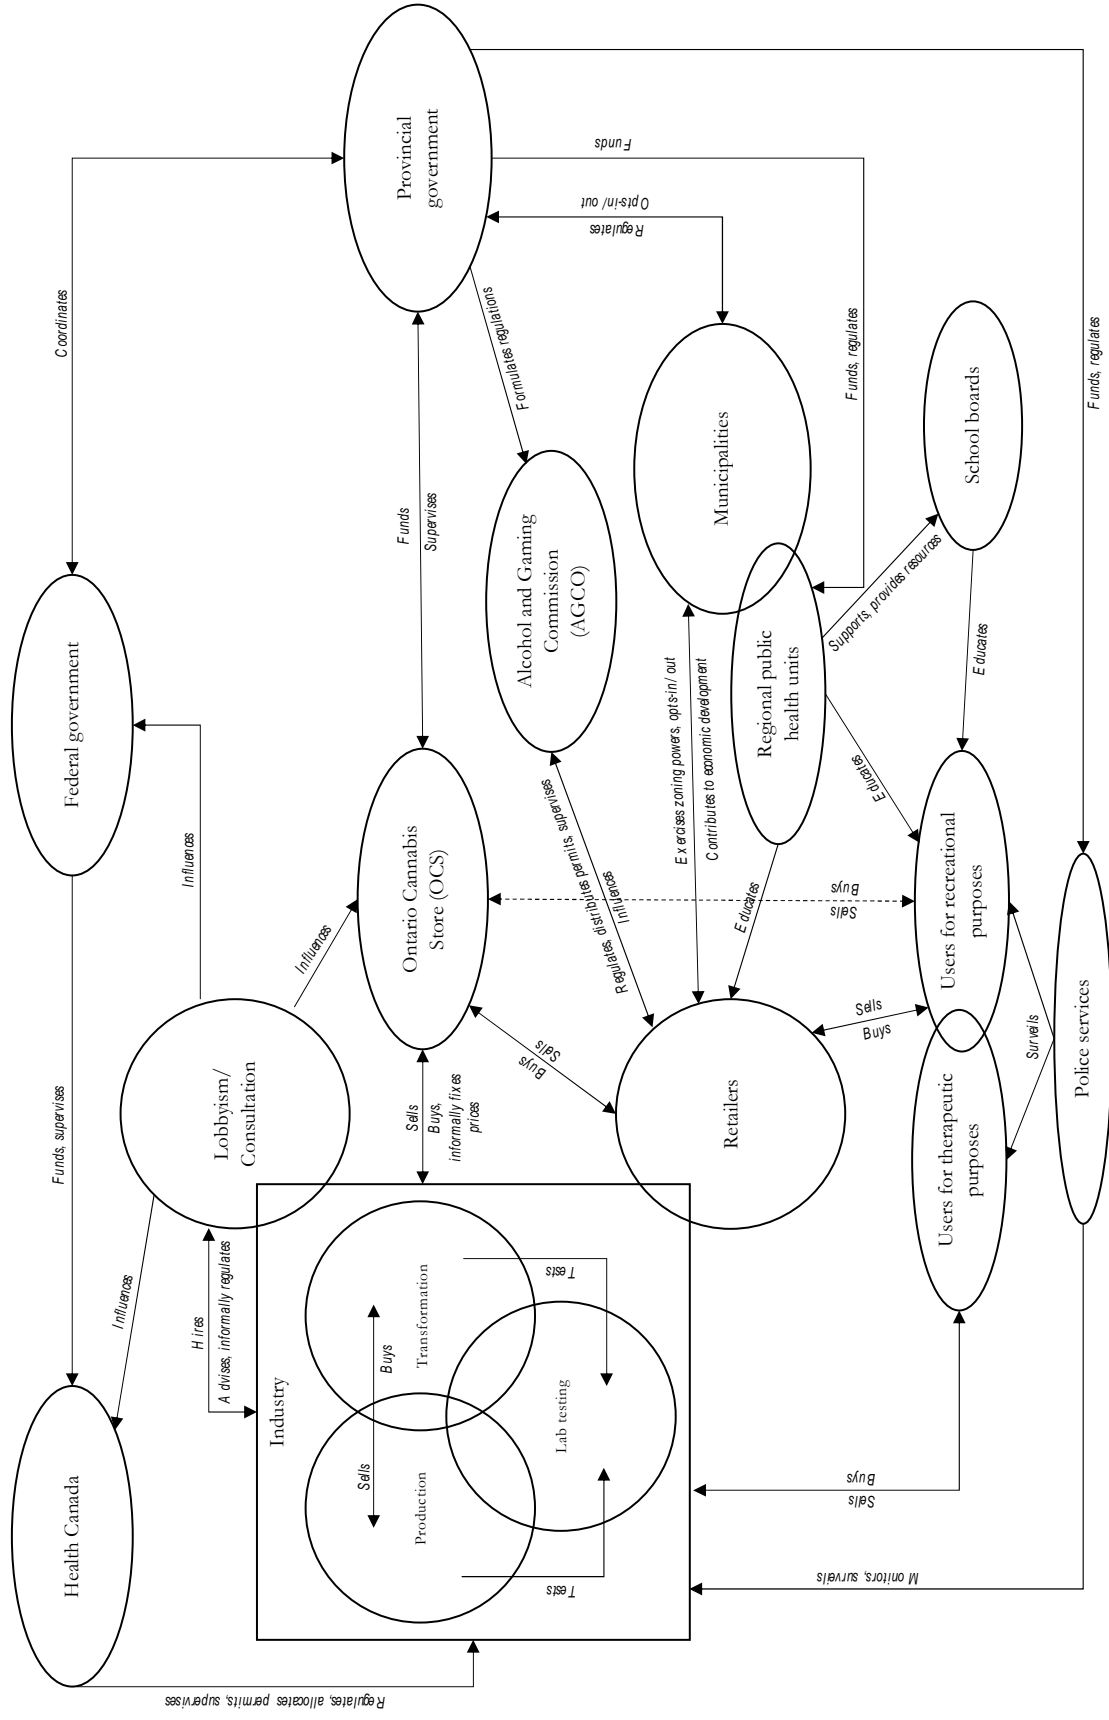 Health Canada
Funds, supervises
Federal government
Coordinates
Provincial
government
Influences
Influences
Influences
Lobbyism/
Consultation
Hires
Advises, informally regulates
Regulates, allocates permits, supervises
Industry
Production
Transformation
Lab testing
Sells
Buys
Tests
Tests
Sells
Buys,
informally fixes
prices
Ontario Cannabis
Store (OCS)
Funds
Supervises
Formulates regulations
Alcohol and Gaming
Commission
(AGCO)
Regulates, distributes permits, supervises
Influences
Sells
Buys
Retailers
Exercises zoning powers, opts-in/ out
Contributes to economic development
Municipalities
Opts-in/ out
Regulates
Funds
Funds, regulates
Regional public
health units
Educates
Educates
Supports, provides resources
School boards
Educates
Buys
Sells
Sells
Buys
Users for recreational
purposes
Users for therapeutic
purposes
Buys
Sells
Surveils
Police services
Funds, regulates
Monitors, surveils